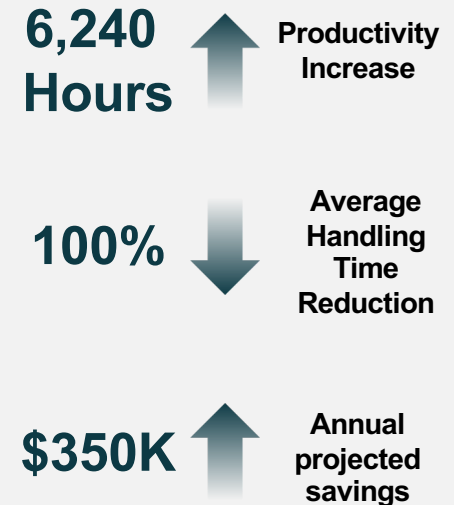 6,240
Hours
Productivity
Increase
100%
Average
Handling
Time
Reduction
$350K
Annual
projected
savings